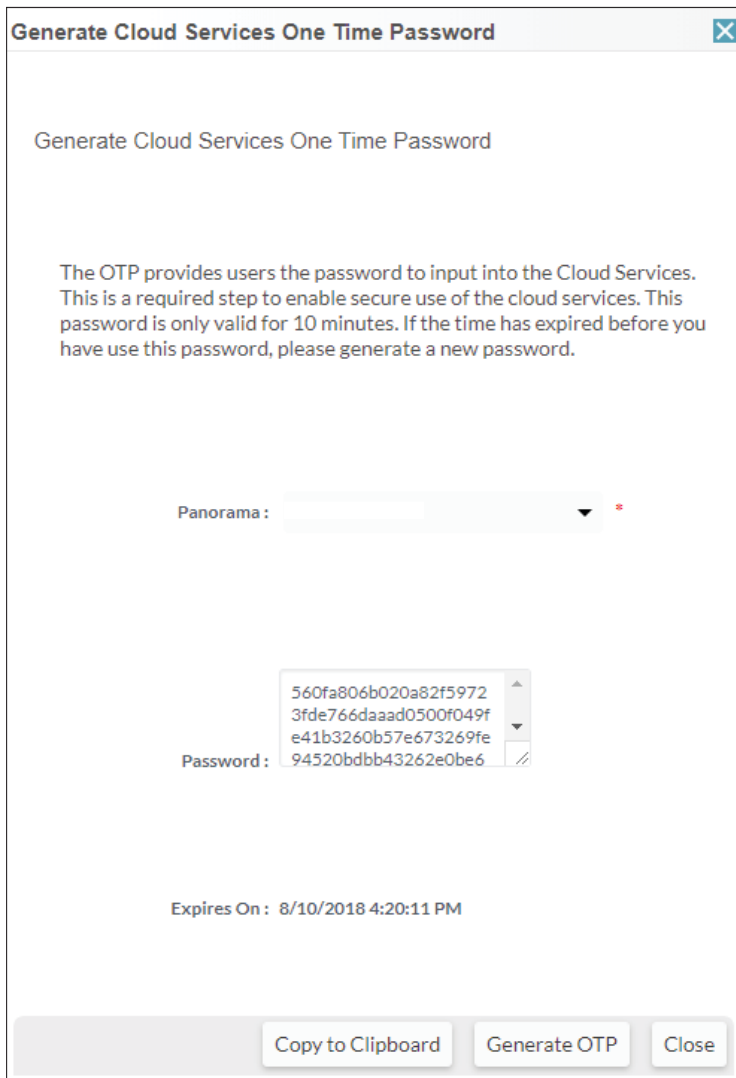 Generate Cloud Services One Time Password
Generate Cloud Services One Time Password
The OTP provides users the password to input into the Cloud Services.
This is a required step to enable secure use of the cloud services. This
password is only valid for 10 minutes. If the time has expired before you
have use this password, please generate a new password.
Panorama : *
560fa806b020a82f5972
3fde766daaad0500f049f
e41b3260b57e673269fe
Password : 94520bdbb43262e0be6
Expires On : 8/10/2018 4:20:11 PM
Copy to Clipboard Generate OTP Close